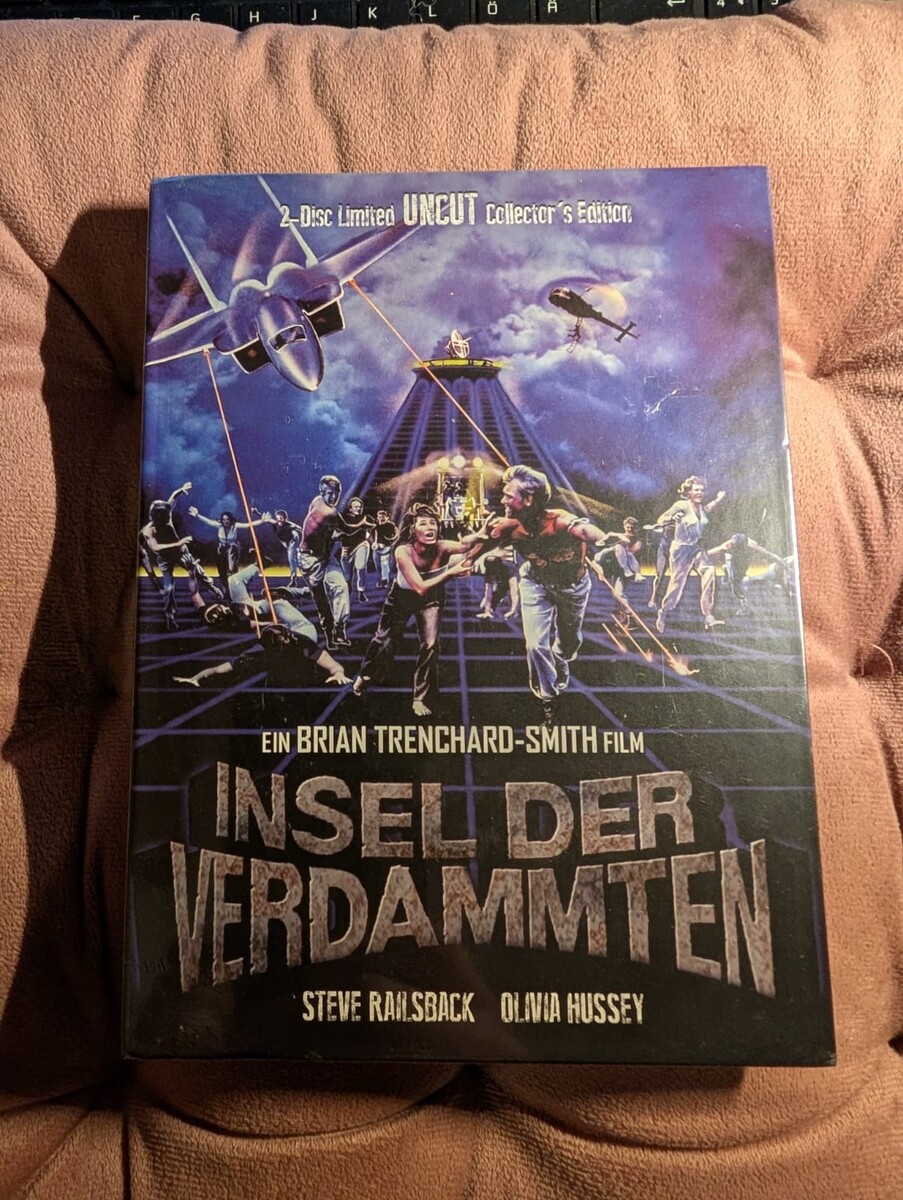 G H J K L Ö Ä
2-Disc Limited UNCUT Collector's Edition
EIN BRIAN TRENCHARD-SMITH FILM
INSEL DER
VERDAMMTEN
STEVE RAILSBACK OLIVIA HUSSEY